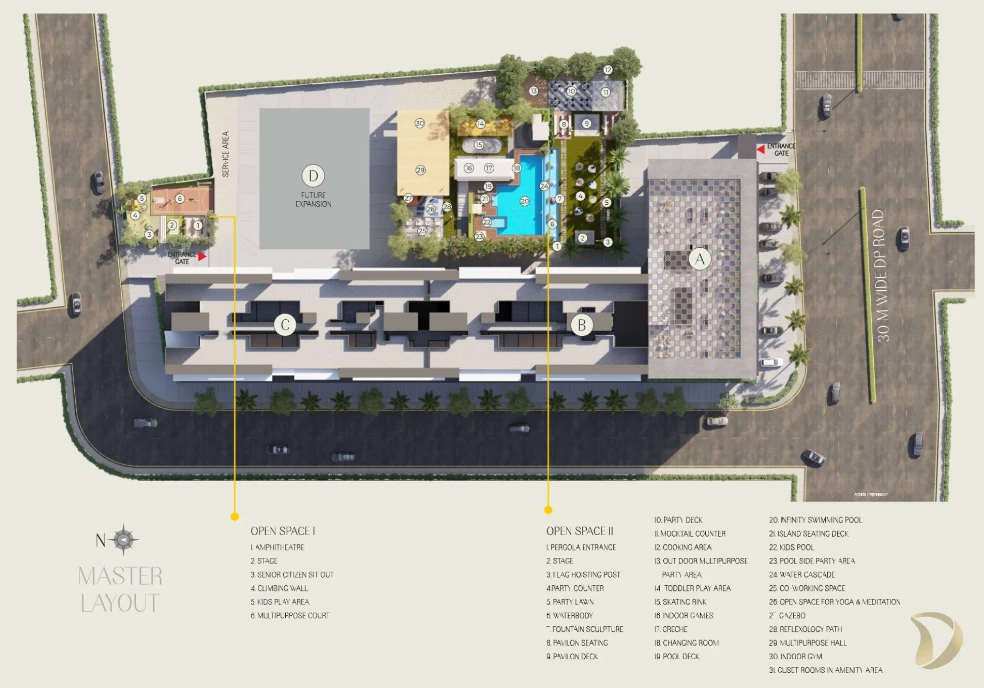 SERVICE AREA
D
FUTURE
EXPANSION
ENTRANCE
GATE
ENTRANCE
GATE
A
B
C
30 M WIDE DP ROAD
Artist's Impression
N
MASTER
LAYOUT
OPEN SPACE I
1. AMPHITHEATRE
2. STAGE
3. SENIOR CITIZEN SIT OUT
4. CLIMBING WALL
5. KIDS PLAY AREA
6. MULTIPURPOSE COURT
OPEN SPACE II
1. PERGOLA ENTRANCE
2. STAGE
3. FLAG HOISTING POST
4. PARTY COUNTER
5. PARTY LAWN
6. WATERBODY
7. FOUNTAIN SCULPTURE
8. PAVILON SEATING
9. PAVILON DECK
10. PARTY DECK
11. MOCKTAIL COUNTER
12. COOKING AREA
13. OUT DOOR MULTIPURPOSE
PARTY AREA
14. TODDLER PLAY AREA
15. SKATING RINK
16. INDOOR GAMES
17. CRECHE
18. CHANGING ROOM
19. POOL DECK
20. INFINITY SWIMMING POOL
21. ISLAND SEATING DECK
22. KIDS POOL
23. POOL SIDE PARTY AREA
24. WATER CASCADE
25. CO-WORKING SPACE
26. OPEN SPACE FOR YOGA & MEDITATION
27. GAZEBO
28. REFLEXOLOGY PATH
29. MULTIPURPOSE HALL
30. INDOOR GYM
31. GUEST ROOMS IN AMENITY AREA